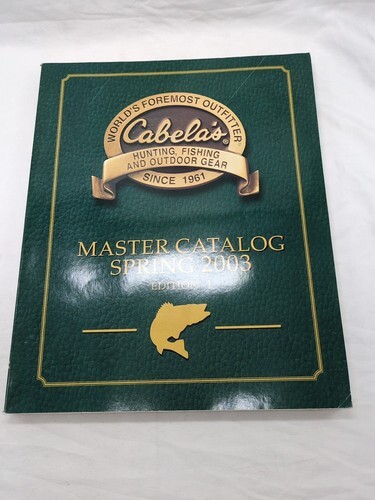 WORLD'S FOREMOST OUTFITTER
Cabela's®
HUNTING, FISHING
AND OUTDOOR GEAR
SINCE 1961
MASTER CATALOG
SPRING 2003
EDITION